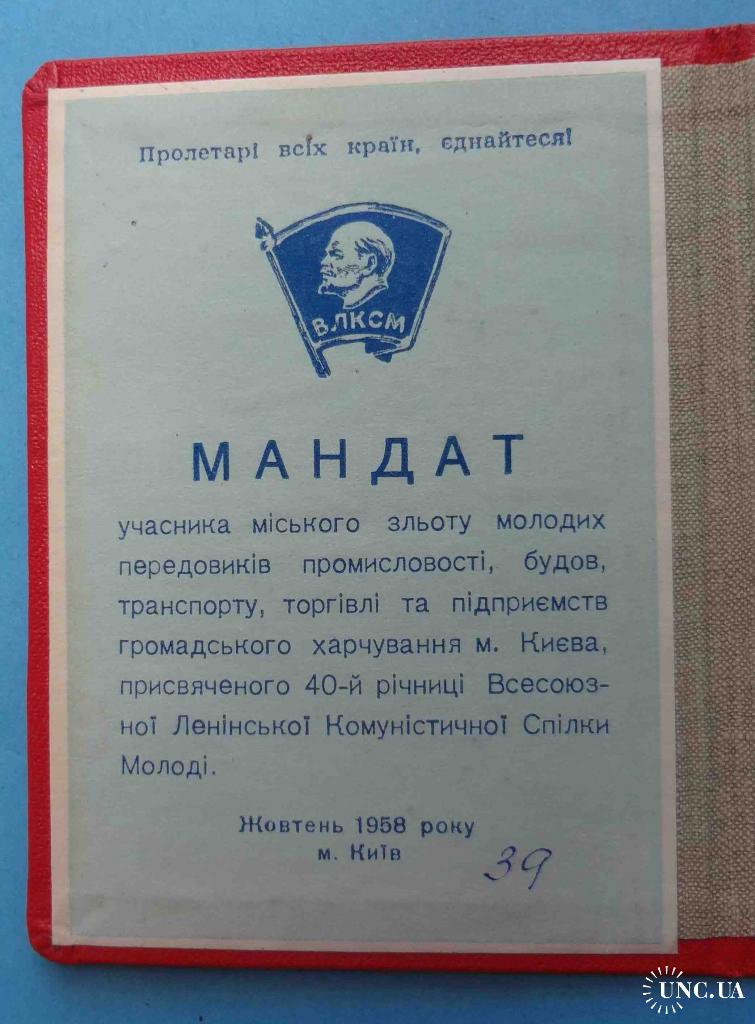 Пролетарі всіх країн, єднайтеся!
ВЛКСМ
МАНДАТ
учасника міського зльоту молодих
передовиків промисловості, будов,
транспорту, торгівлі та підприємств
громадського харчування м. Києва,
присвяченого 40-й річниці Всесоюз-
ної Ленінської Комуністичної Спілки
Молоді.
Жовтень 1958 року
м. Київ
39
UNC.UA